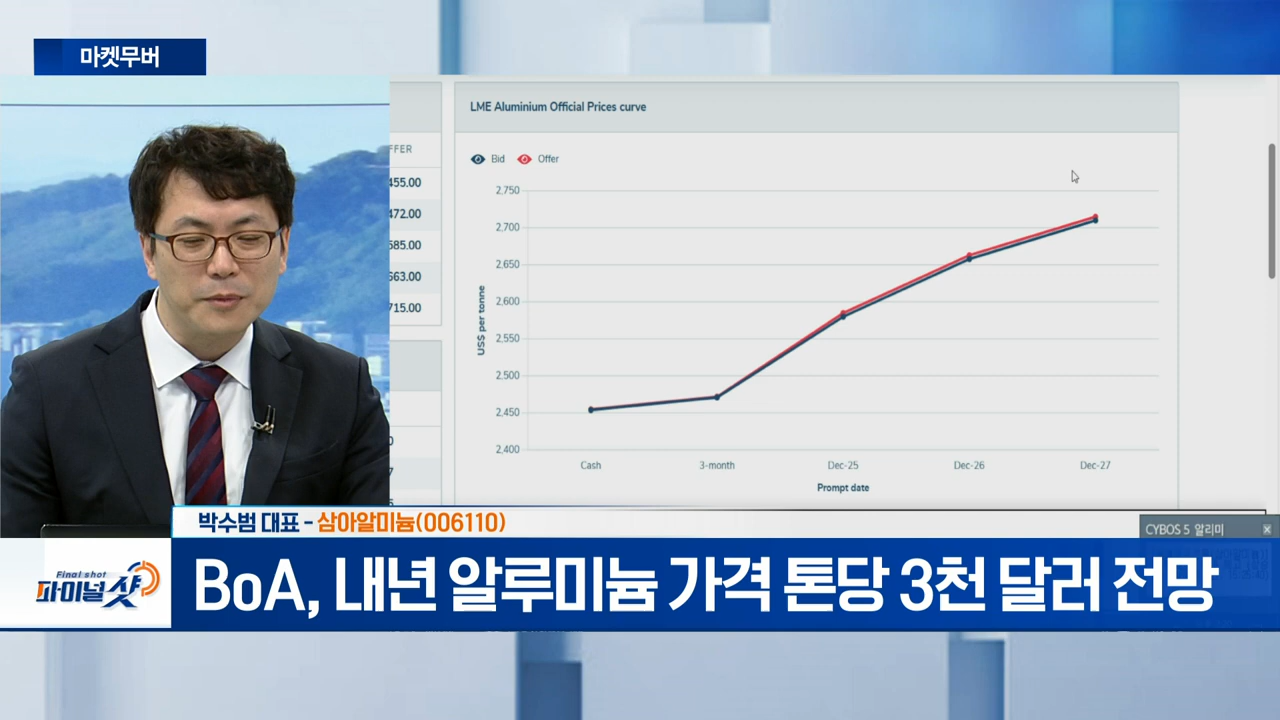 마켓무버
LME Aluminium Official Prices curve
Bid
Offer
FFER
455.00
472.00
585.00
663.00
715.00
2,750
2,700
2,650
2,600
2,550
2,500
2,450
2,400
US$ per tonne
Cash
3-month
Dec-25
Dec-26
Dec-27
Prompt date
박수범 대표 - 삼아알미늄(006110)
CYBOS 5 알리미
Final shot
파이널샷
BoA, 내년 알루미늄 가격 톤당 3천 달러 전망